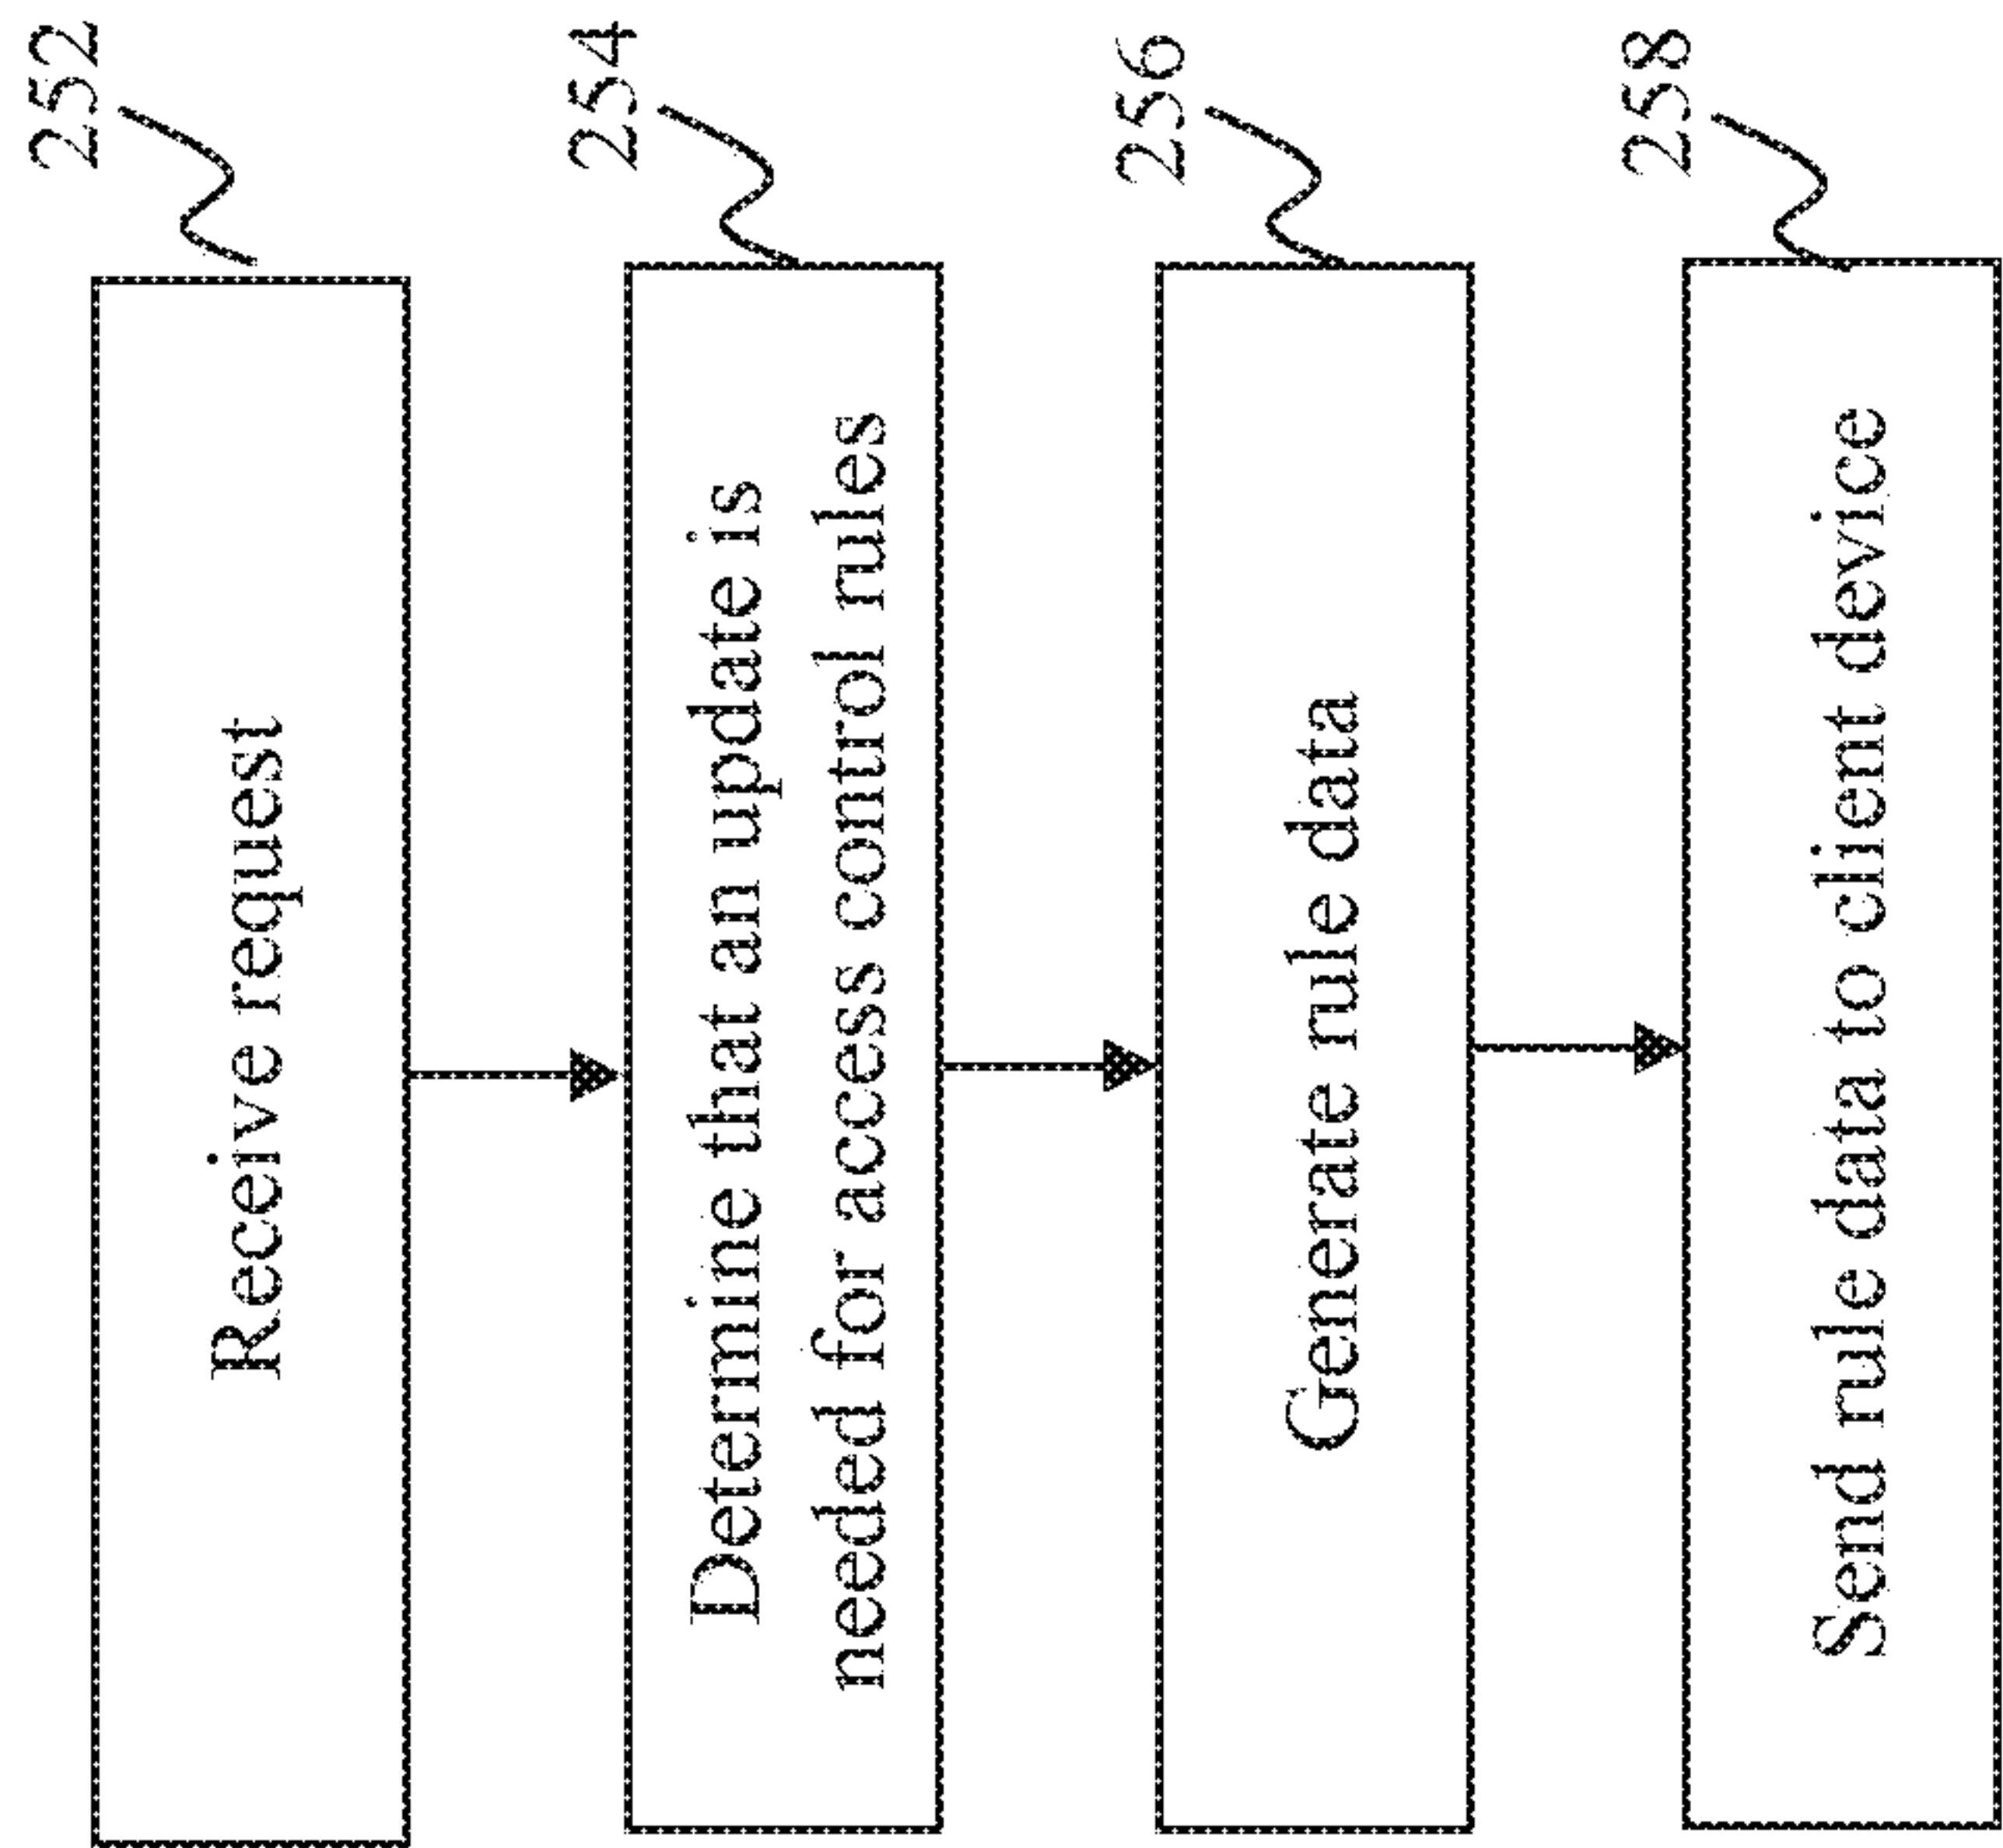 252
Receive request
254
Determine that an update is
needed for access control rules
256
Generate rule data
258
Send rule data to client device